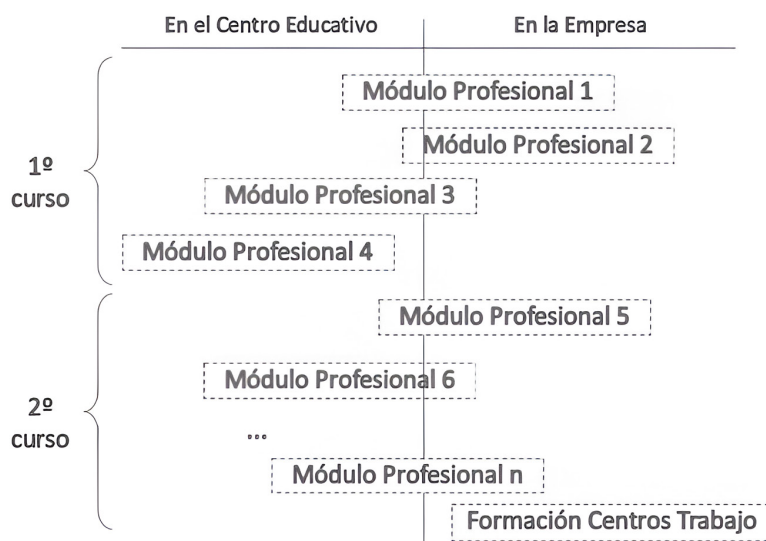 En el Centro Educativo
En la Empresa
Módulo Profesional 1
Módulo Profesional 2
1º
curso
Módulo Profesional 3
Módulo Profesional 4
Módulo Profesional 5
Módulo Profesional 6
2º
curso
...
Módulo Profesional n
Formación Centros Trabajo